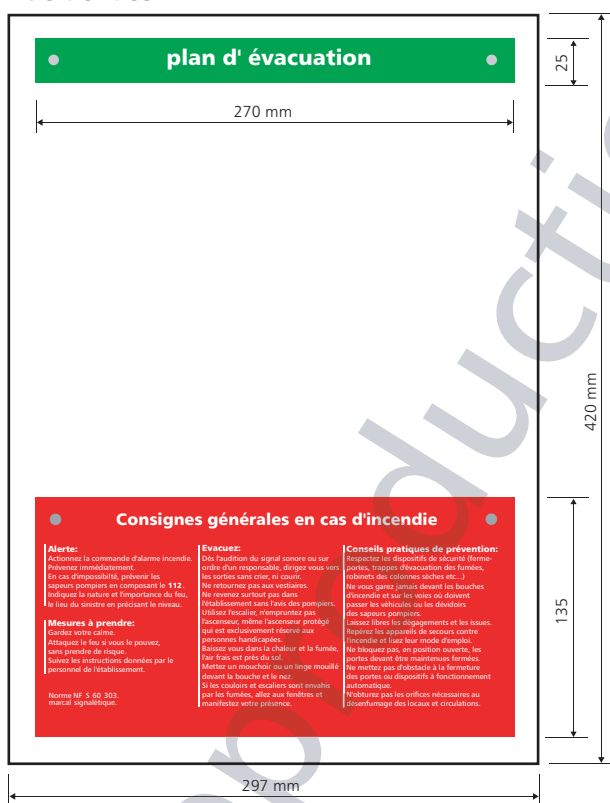 plan d' évacuation
25
270 mm
420 mm
Consignes générales en cas d'incendie
Alerte:
Actionnez la commande d'alarme incendie.
Prévenez immédiatement.
En cas d'impossibilté, prévenir les
sapeurs pompiers en composant le 112.
Indiquez la nature et l'importance du feu,
le lieu du sinistre en précisant le niveau.
Mesures à prendre:
Gardez votre calme.
Attaquez le feu si vous le pouvez,
sans prendre de risque.
Suivez les instructions données par le
personnel de l'établissement.
Norme NF S 60 303.
marcal signalétique.
Evacuez:
Dès l'audition du signal sonore ou sur
ordre d'un responsable, dirigez vous vers
les sorties sans crier, ni courir.
Ne retournez pas aux vestiaires.
Ne revenez surtout pas dans
l'établissement sans l'avis des pompiers.
Utilisez l'escalier, n'empruntez pas
l'ascenseur, même l'ascenseur protégé
qui est exclusivement réservé aux
personnes handicapées.
Baissez vous dans la chaleur et la fumée,
l'air frais est près du sol.
Mettez un mouchoir ou un linge mouillé
devant la bouche et le nez.
Si les couloirs et escaliers sont envahis
par les fumées, allez aux fenêtres et
manifestez votre présence.
Conseils pratiques de prévention:
Respectez les dispositifs de sécurité (ferme-
portes, trappes d'évacuation des fumées,
robinets des colonnes sèches etc...)
Ne vous garez jamais devant les bouches
d'incendie et sur les voies où doivent
passer les véhicules ou les dévidoirs
des sapeurs pompiers.
Laissez libres les dégagements et les issues.
Repérez les appareils de secours contre
l'incendie et lisez leur mode d'emploi.
Ne bloquez pas, en position ouverte, les
portes devant être maintenues fermées.
Ne mettez pas d'obstacle à la fermeture
des portes ou dispositifs à fonctionnement
automatique.
N'obturez pas les orifices nécessaires au
désenfumage des locaux et circulations.
135
297 mm